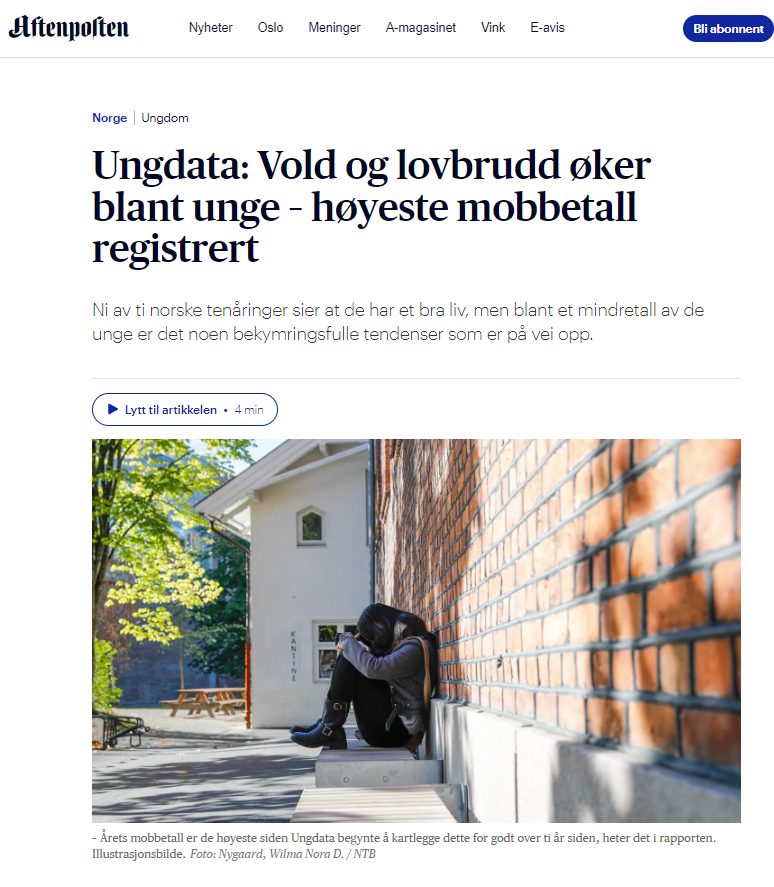 Aftenposten
Nyheter Oslo Meninger A-magasinet Vink E-avis
Bli abonnent
Norge | Ungdom
Ungdata: Vold og lovbrudd øker
blant unge – høyeste mobbetall
registrert
Ni av ti norske tenåringer sier at de har et bra liv, men blant et mindretall av de
unge er det noen bekymringsfulle tendenser som er på vei opp.
Lytt til artikkelen • 4 min
KANTINE
– Årets mobbetall er de høyeste siden Ungdata begynte å kartlegge dette for godt over ti år siden, heter det i rapporten.
Illustrasjonsbilde. Foto: Nygaard, Wilma Nora D. / NTB